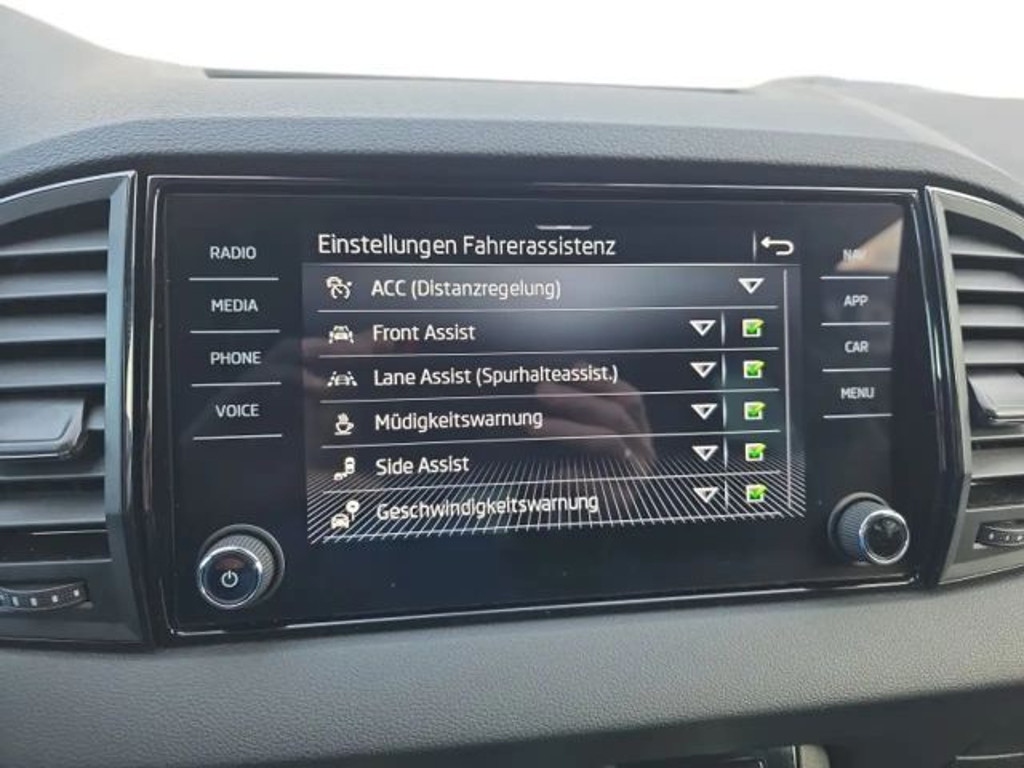 Einstellungen Fahrerassistenz
RADIO
MEDIA
PHONE
VOICE
ACC (Distanzregelung)
Front Assist
Lane Assist (Spurhalteassist.)
Müdigkeitswarnung
Side Assist
Geschwindigkeitswarnung
NAV
APP
CAR
MENU